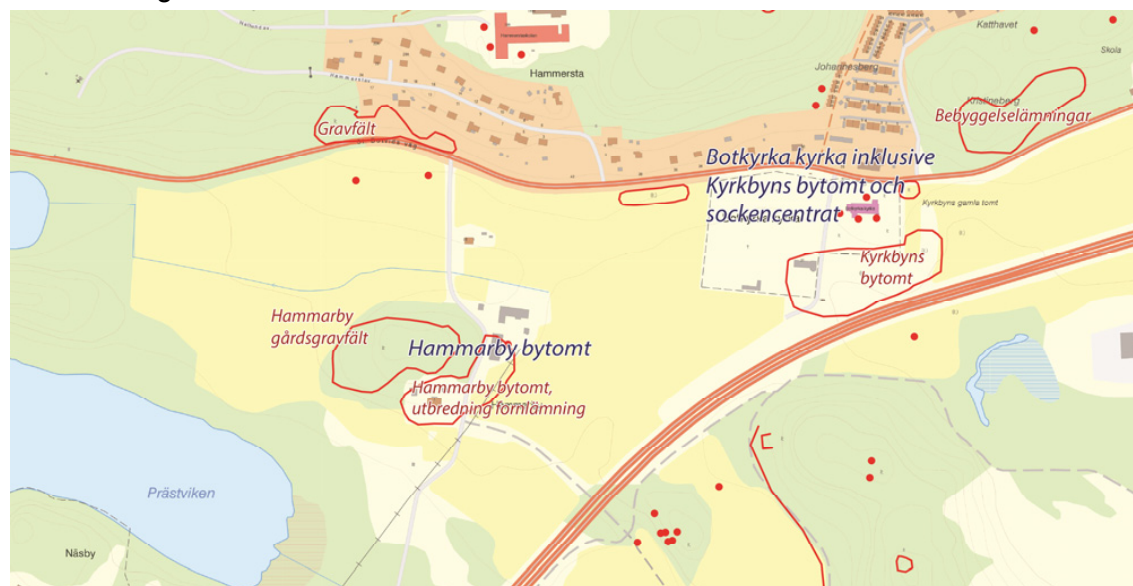 Katthavet
Skola
Hammersta
Johannesberg
Kristineberg
Bebyggelselämningar
Gravfält
Botkyrka kyrka inklusive
Kyrkbyns bytomt och
sockencentrat
Kyrkbyns gamla tomt
Kyrkbyns
bytomt
Hammarby
gårdsgravfält
Hammarby bytomt
Hammarby bytomt,
utbredning fornlämning
Prästviken
Näsby